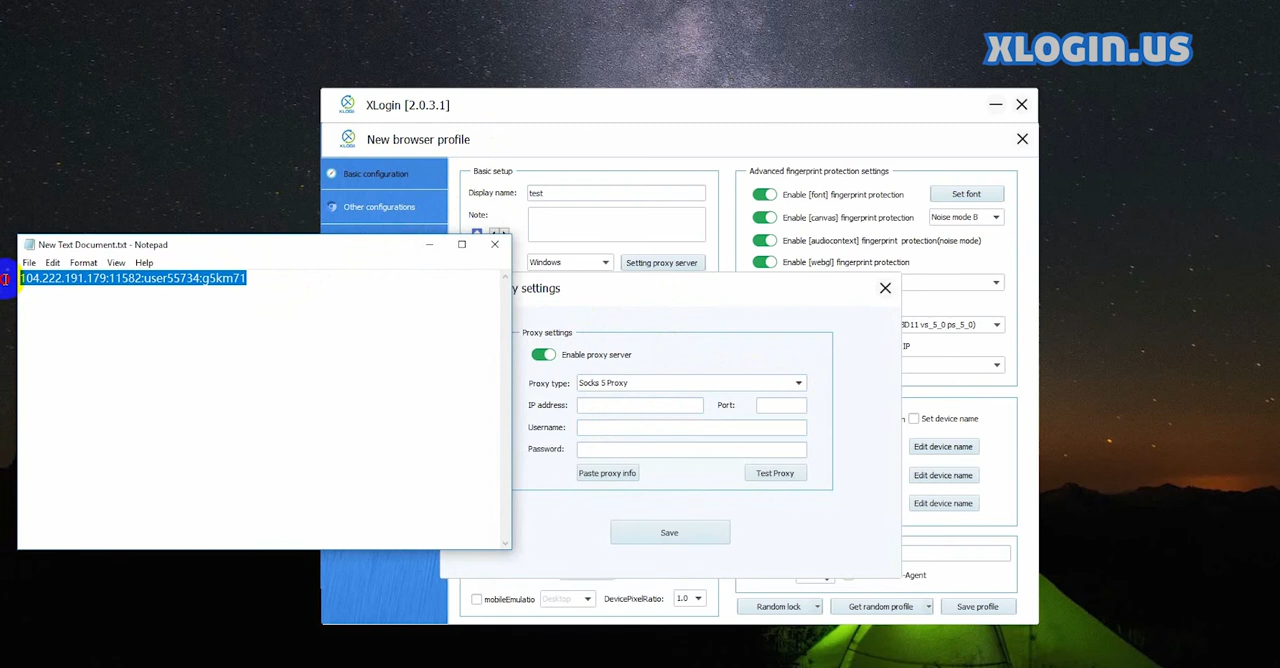 XLOGIN.US
XLogin [2.0.3.1]
New browser profile
Basic configuration
Other configurations
Basic setup
Display name: test
Note:
Windows
Setting proxy server
Advanced fingerprint protection settings
Enable [font] fingerprint protection
Set font
Enable [canvas] fingerprint protection
Noise mode B
Enable [audiocontext] fingerprint protection(noise mode)
Enable [webgl] fingerprint protection
vs_5_0 ps_5_0)
IP
Set device name
Edit device name
Edit device name
Edit device name
-Agent
New Text Document.txt - Notepad
File Edit Format View Help
104.222.191.179:11582:user55734:g5km71
y settings
Proxy settings
Enable proxy server
Proxy type: Socks 5 Proxy
IP address:
Port:
Username:
Password:
Paste proxy info
Test Proxy
Save
mobileEmulatio
Desktop
DevicePixelRatio: 1.0
Random lock
Get random profile
Save profile